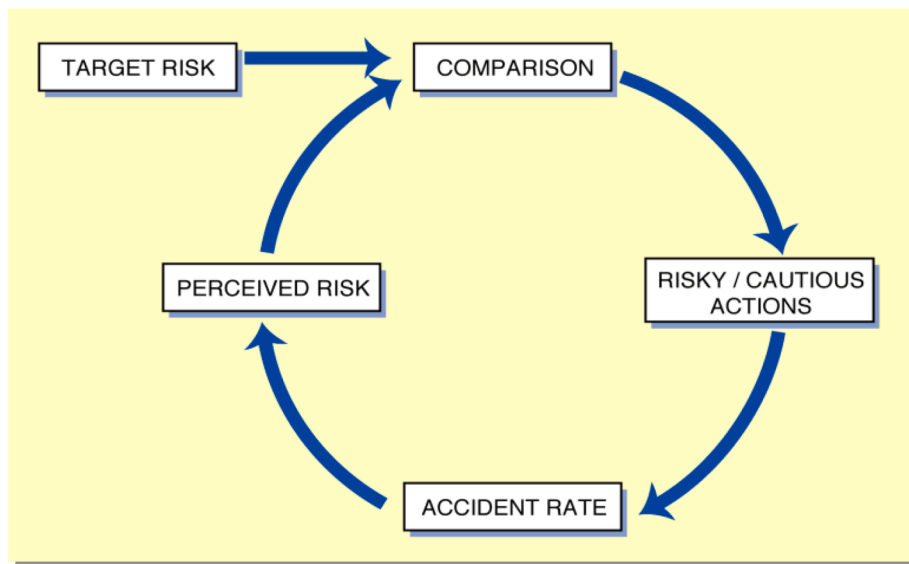 TARGET RISK
COMPARISON
PERCEIVED RISK
RISKY / CAUTIOUS
ACTIONS
ACCIDENT RATE